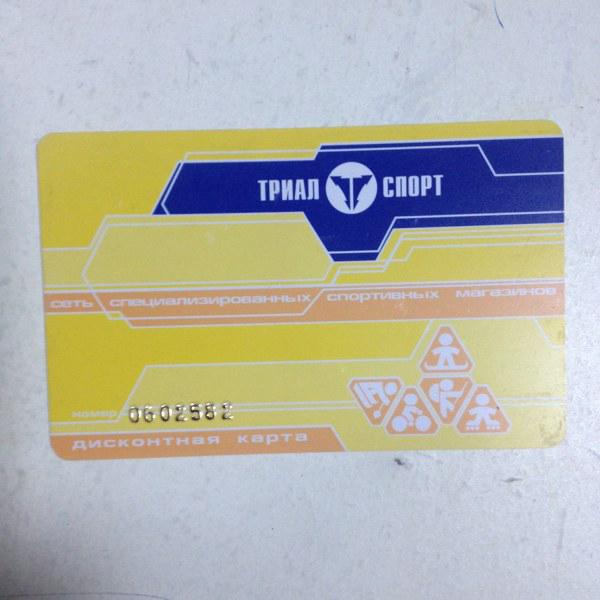 ТРИАЛ СПОРТ
сеть специализированных спортивных магазинов
номер 0602582
дисконтная карта